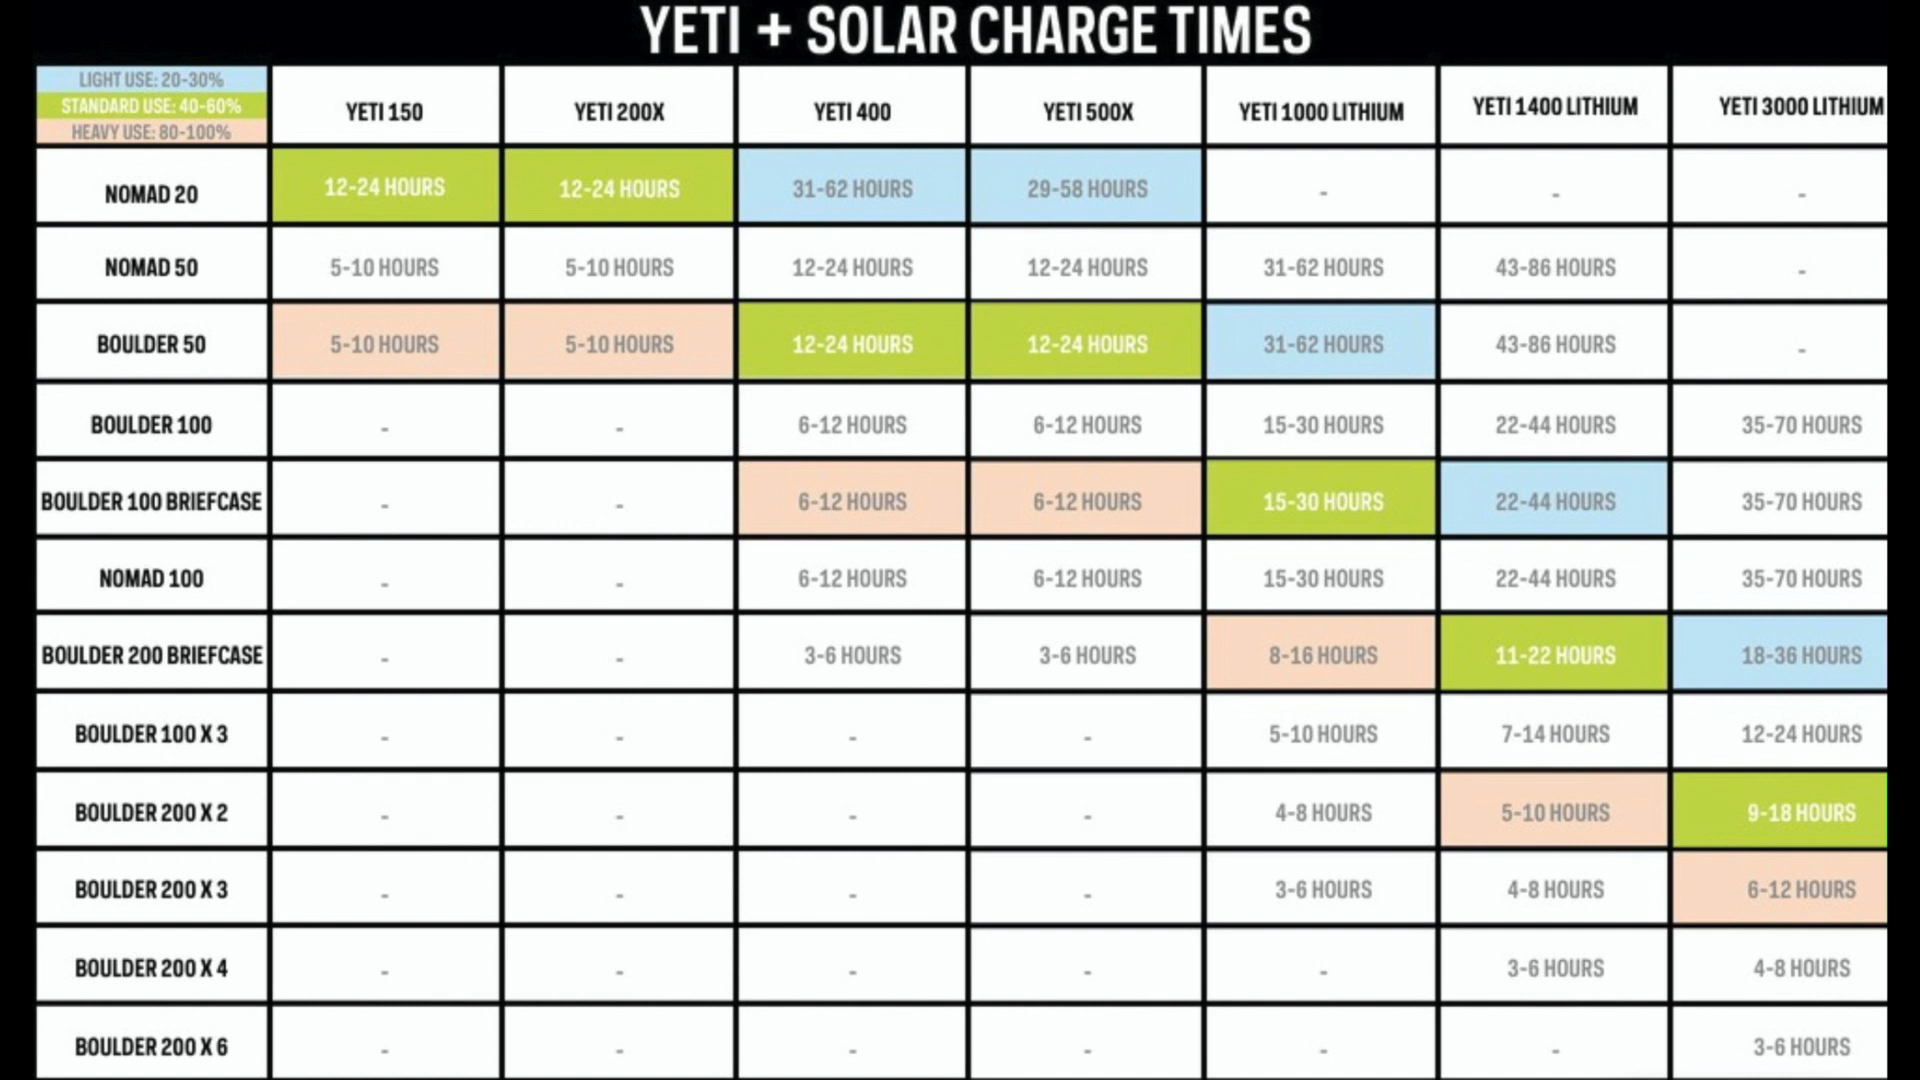 YETI + SOLAR CHARGE TIMES
LIGHT USE: 20-30%
STANDARD USE: 40-60%
HEAVY USE: 80-100%
YETI 150 YETI 200X YETI 400 YETI 500X YETI 1000 LITHIUM YETI 1400 LITHIUM YETI 3000 LITHIUM
NOMAD 20 12-24 HOURS 12-24 HOURS 31-62 HOURS 29-58 HOURS - - -
NOMAD 50 5-10 HOURS 5-10 HOURS 12-24 HOURS 12-24 HOURS 31-62 HOURS 43-86 HOURS -
BOULDER 50 5-10 HOURS 5-10 HOURS 12-24 HOURS 12-24 HOURS 31-62 HOURS 43-86 HOURS -
BOULDER 100 - - 6-12 HOURS 6-12 HOURS 15-30 HOURS 22-44 HOURS 35-70 HOURS
BOULDER 100 BRIEFCASE - - 6-12 HOURS 6-12 HOURS 15-30 HOURS 22-44 HOURS 35-70 HOURS
NOMAD 100 - - 6-12 HOURS 6-12 HOURS 15-30 HOURS 22-44 HOURS 35-70 HOURS
BOULDER 200 BRIEFCASE - - 3-6 HOURS 3-6 HOURS 8-16 HOURS 11-22 HOURS 18-36 HOURS
BOULDER 100 X 3 - - - - 5-10 HOURS 7-14 HOURS 12-24 HOURS
BOULDER 200 X 2 - - - - 4-8 HOURS 5-10 HOURS 9-18 HOURS
BOULDER 200 X 3 - - - - 3-6 HOURS 4-8 HOURS 6-12 HOURS
BOULDER 200 X 4 - - - - - 3-6 HOURS 4-8 HOURS
BOULDER 200 X 6 - - - - - - 3-6 HOURS